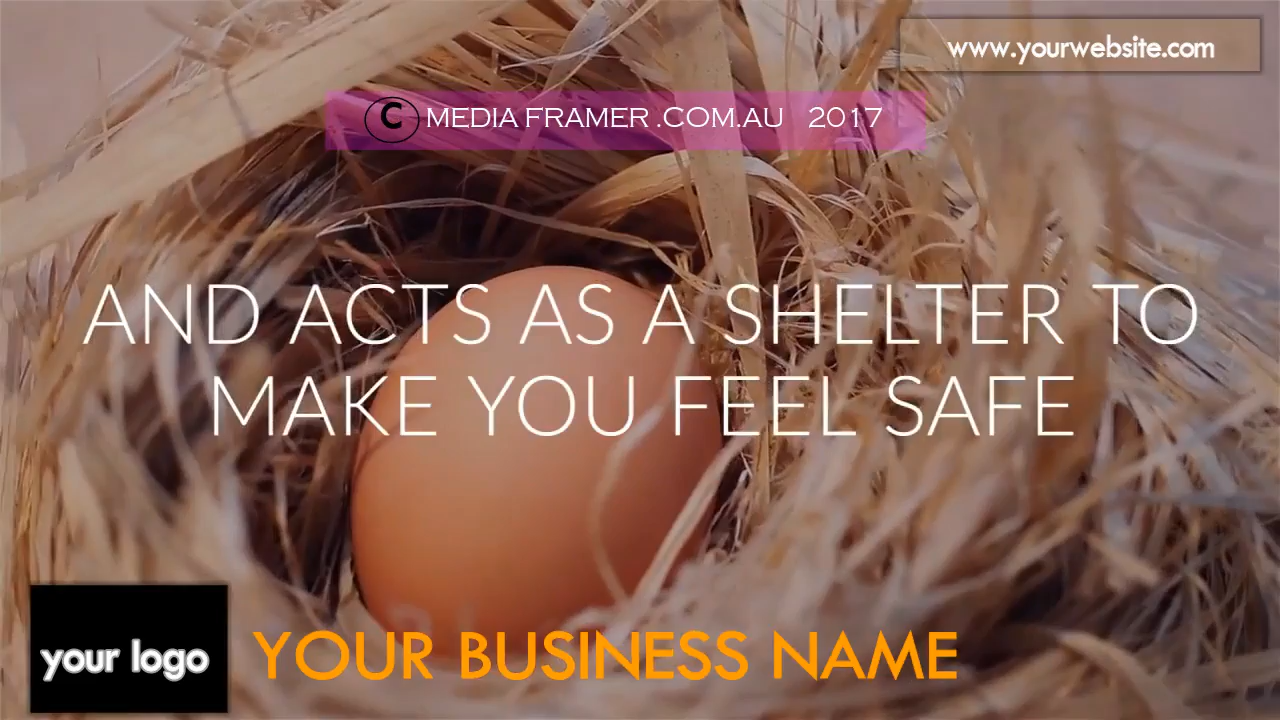 www.yourwebsite.com
© MEDIA FRAMER .COM.AU 2017
AND ACTS AS A SHELTER TO
MAKE YOU FEEL SAFE
your logo
YOUR BUSINESS NAME